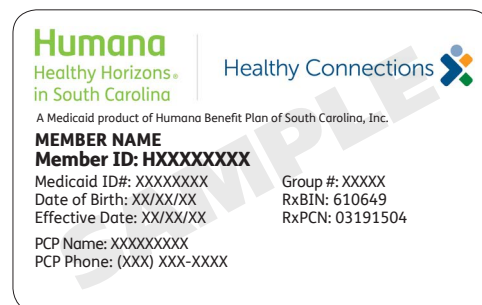 Humana
Healthy Horizons®
in South Carolina
Healthy Connections
A Medicaid product of Humana Benefit Plan of South Carolina, Inc.
MEMBER NAME
Member ID: HXXXXXXXX
Medicaid ID#: XXXXXXXX
Date of Birth: XX/XX/XX
Effective Date: XX/XX/XX
Group #: XXXXX
RxBIN: 610649
RxPCN: 03191504
PCP Name: XXXXXXXXX
PCP Phone: (XXX) XXX-XXXX
SAMPLE